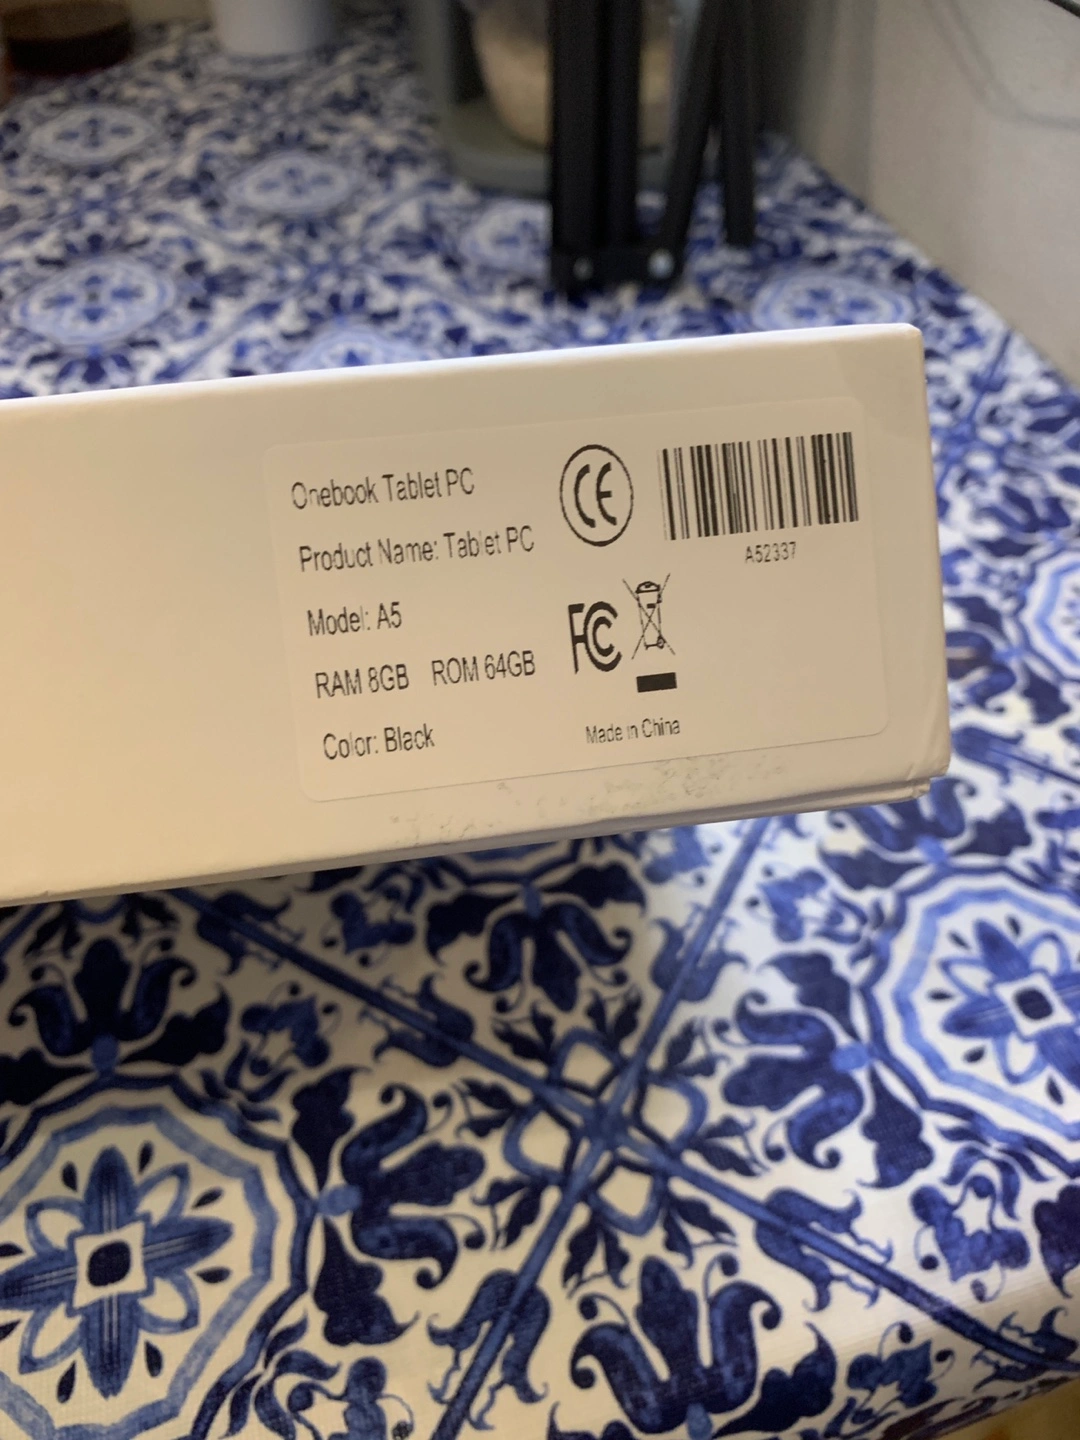 Onebook Tablet PC
Product Name: Tablet PC
Model: A5
RAM 8GB ROM 64GB
Color: Black
CE
A52337
FC
Made in China